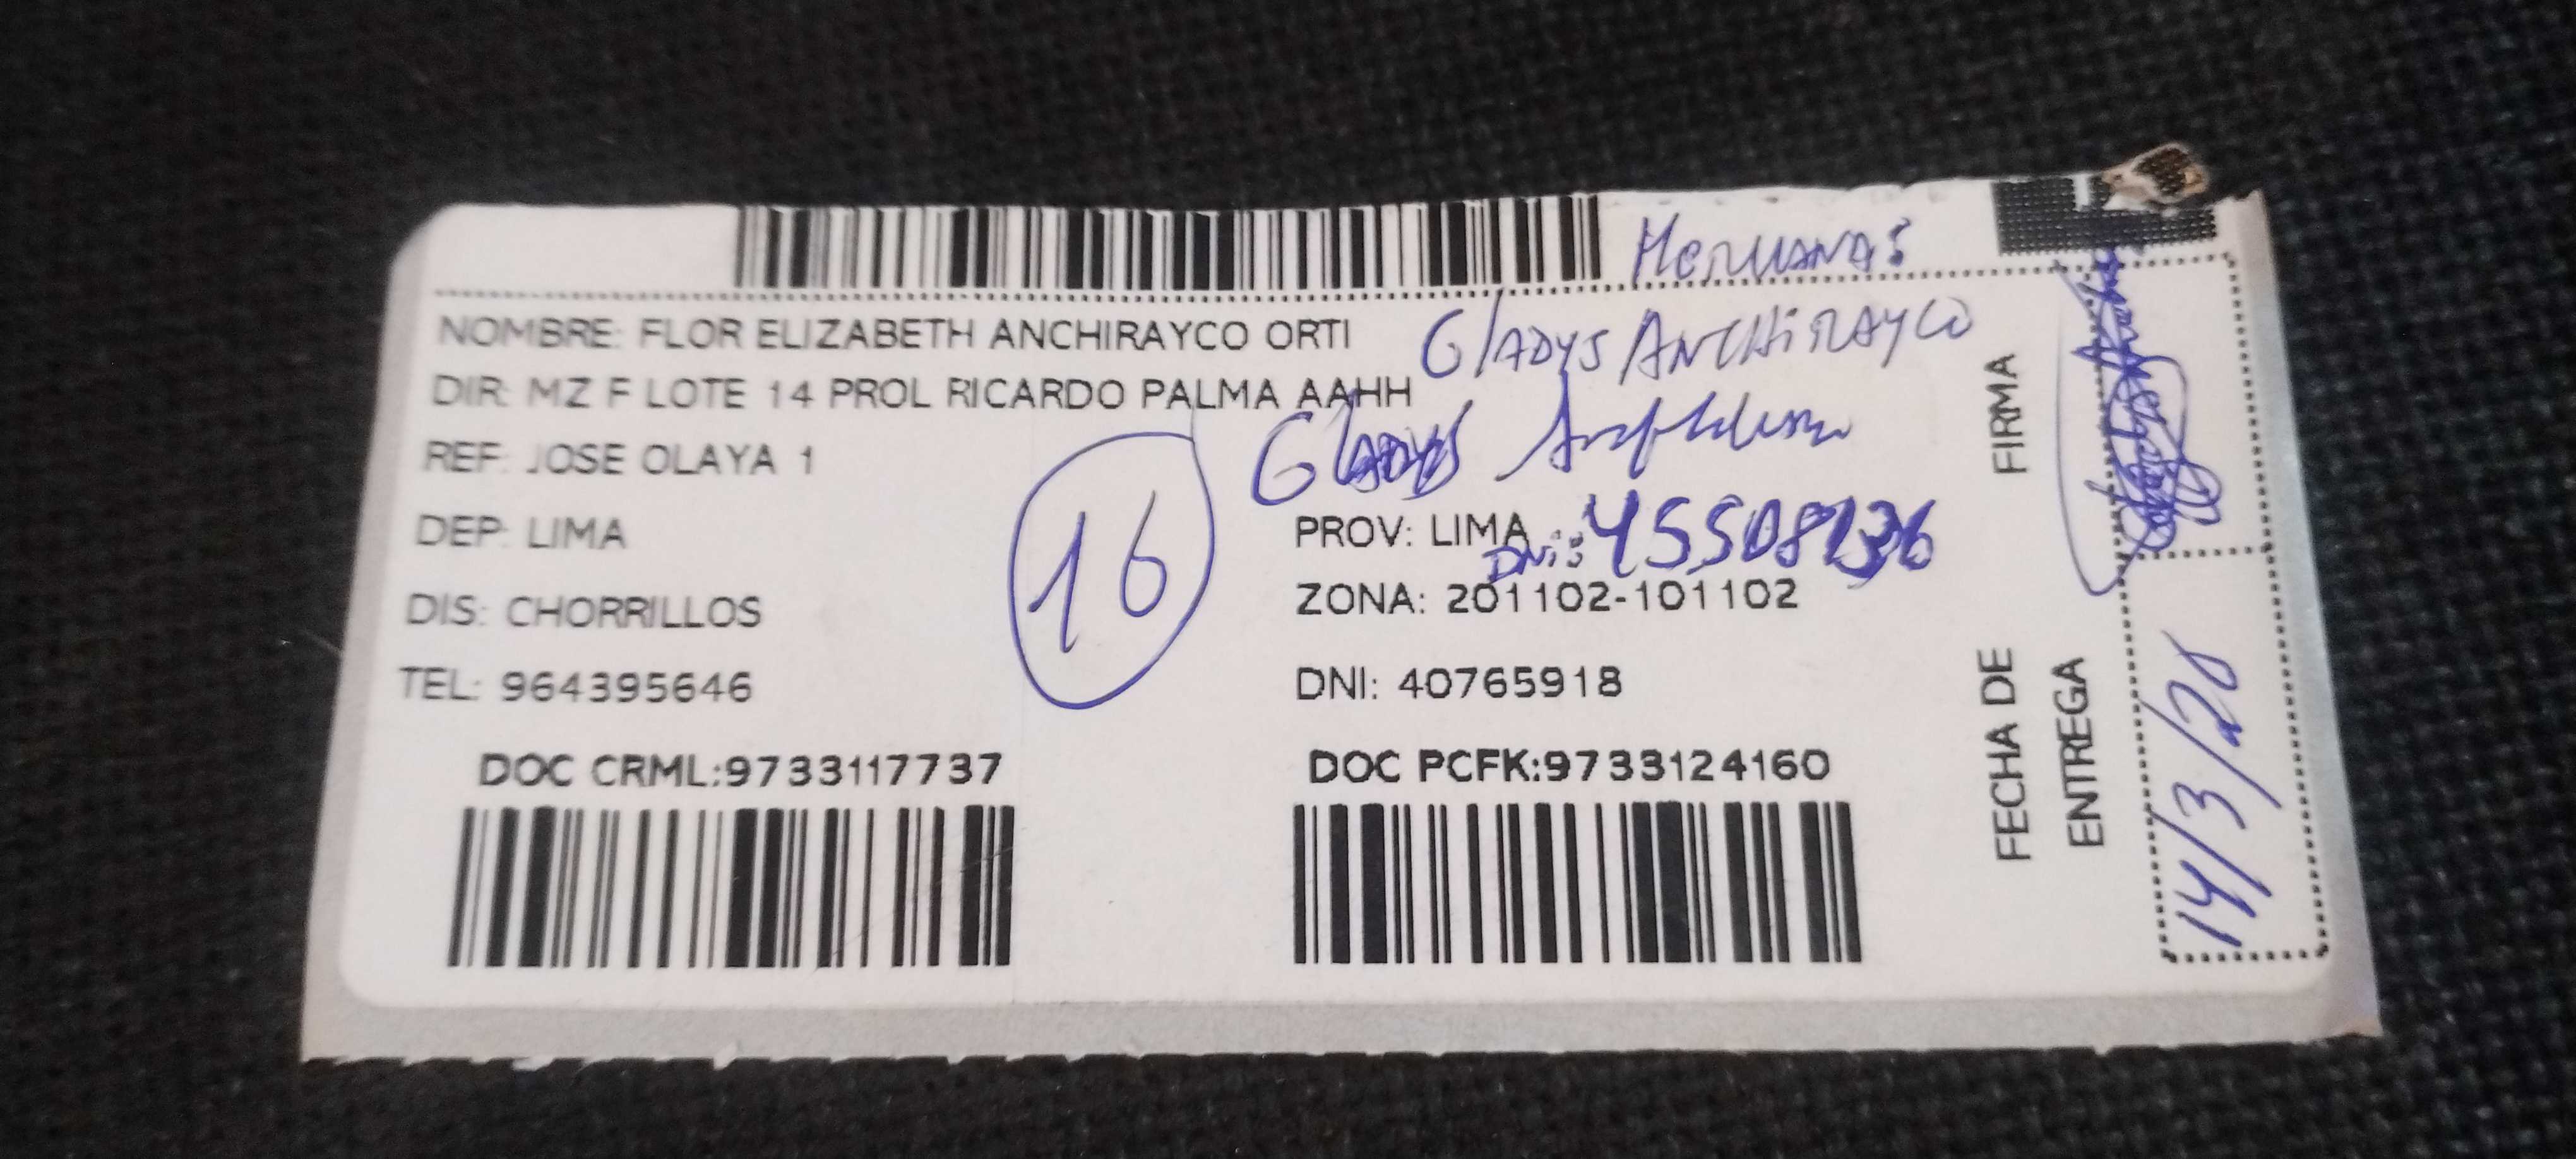 HERMANAS
NOMBRE: FLOR ELIZABETH ANCHIRAYCO ORTI
GLADYS ANCHIRAYCO
DIR: MZ F LOTE 14 PROL RICARDO PALMA AAHH
REF: JOSE OLAYA 1
GLADYS
DEP: LIMA
16
PROV: LIMA
DNI:
DIS: CHORRILLOS
ZONA: 201102-101102
TEL: 964395646
DNI: 40765918
DOC CRML:9733117737
DOC PCFK:9733124160
FIRMA
FECHA DE
ENTREGA
14/3/20